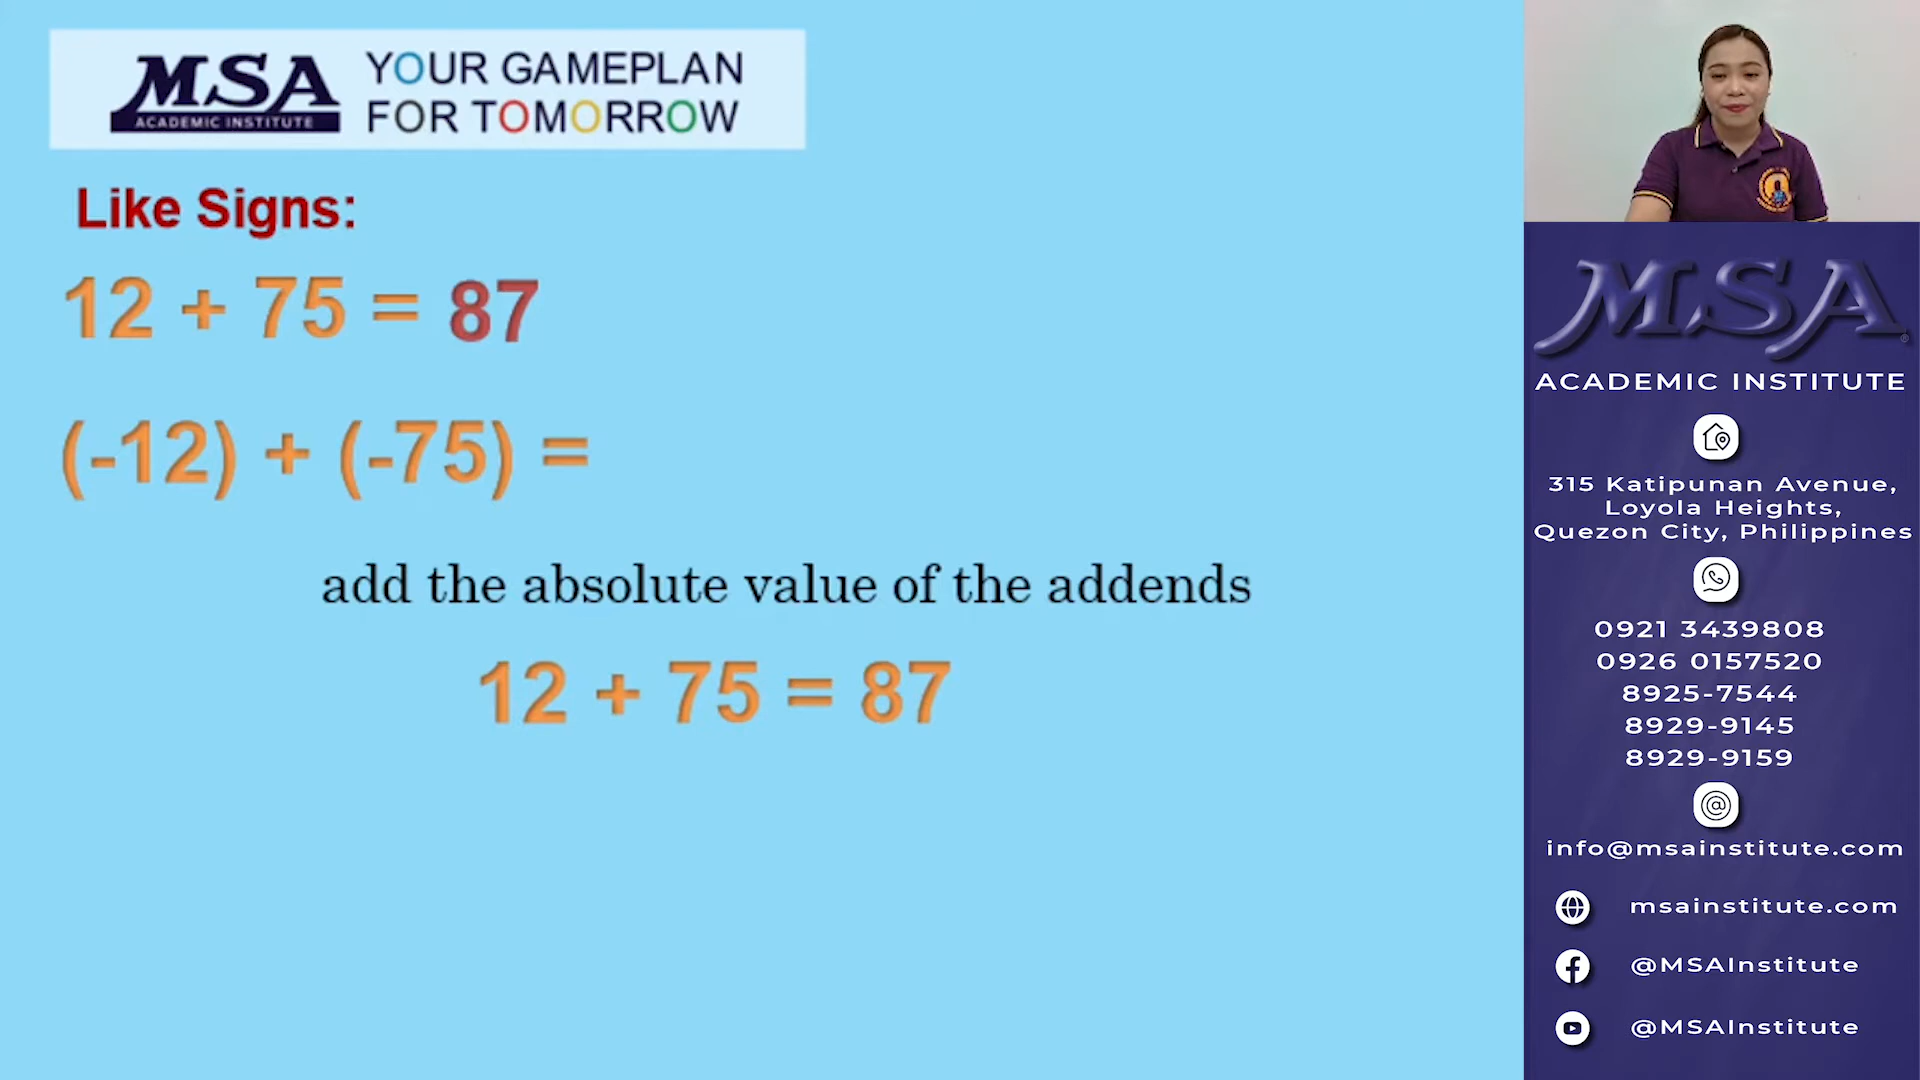 MSA
ACADEMIC INSTITUTE
YOUR GAMEPLAN
FOR TOMORROW
Like Signs:
12 + 75 = 87
(-12) + (-75) =
add the absolute value of the addends
12 + 75 = 87
MSA
®
ACADEMIC INSTITUTE
315 Katipunan Avenue,
Loyola Heights,
Quezon City, Philippines
0921 3439808
0926 0157520
8925-7544
8929-9145
8929-9159
info@msainstitute.com
msainstitute.com
@MSAInstitute
@MSAInstitute